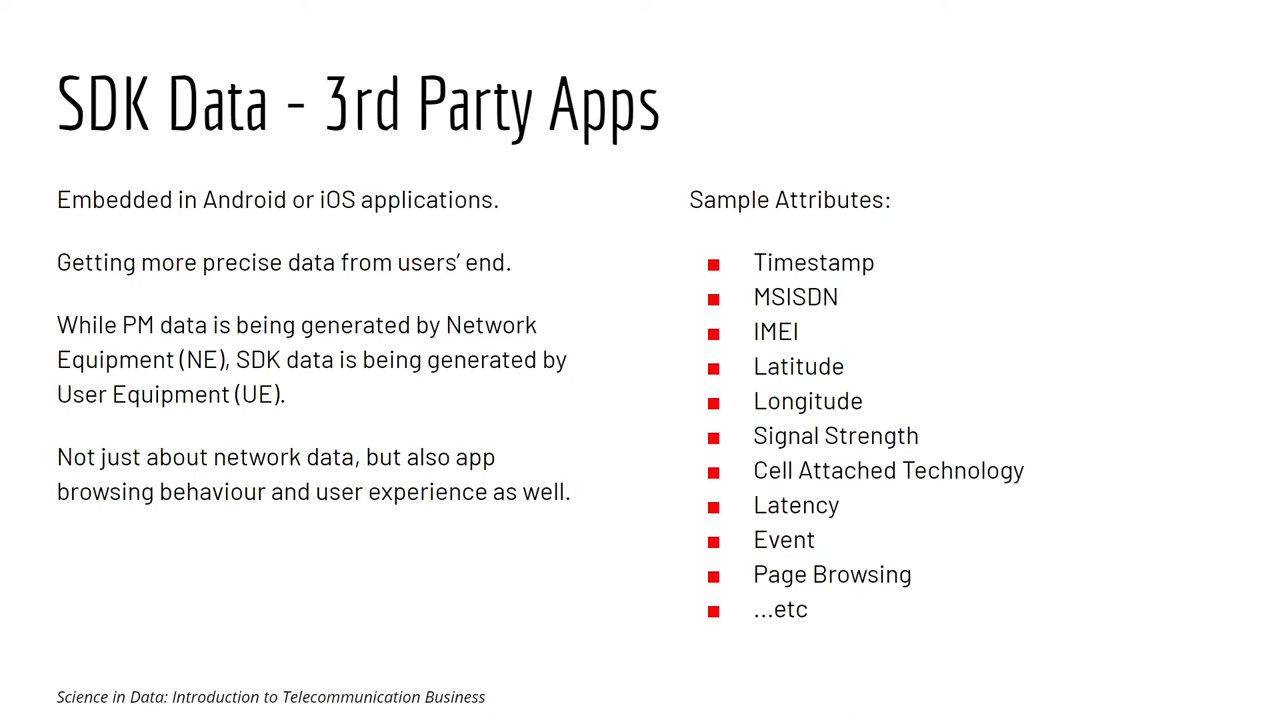 SDK Data - 3rd Party Apps
Embedded in Android or iOS applications.
Getting more precise data from users’ end.
While PM data is being generated by Network
Equipment (NE), SDK data is being generated by
User Equipment (UE).
Not just about network data, but also app
browsing behaviour and user experience as well.
Sample Attributes:
■ Timestamp
■ MSISDN
■ IMEI
■ Latitude
■ Longitude
■ Signal Strength
■ Cell Attached Technology
■ Latency
■ Event
■ Page Browsing
■ ...etc
Science in Data: Introduction to Telecommunication Business